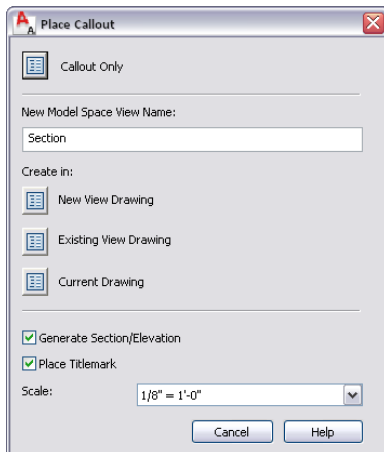 Place Callout
Callout Only
New Model Space View Name:
Section
Create in:
New View Drawing
Existing View Drawing
Current Drawing
Generate Section/Elevation
Place Titlemark
Scale: 1/8" = 1'-0"
Cancel Help